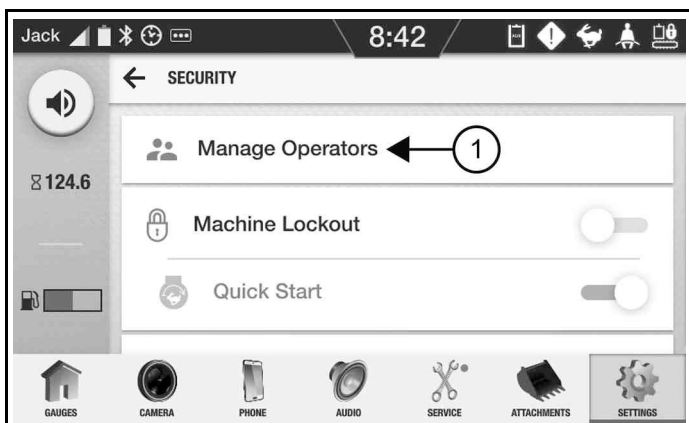 Jack 8:42
SECURITY
Manage Operators 1
124.6
Machine Lockout
Quick Start
GAUGES CAMERA PHONE AUDIO SERVICE ATTACHMENTS SETTINGS